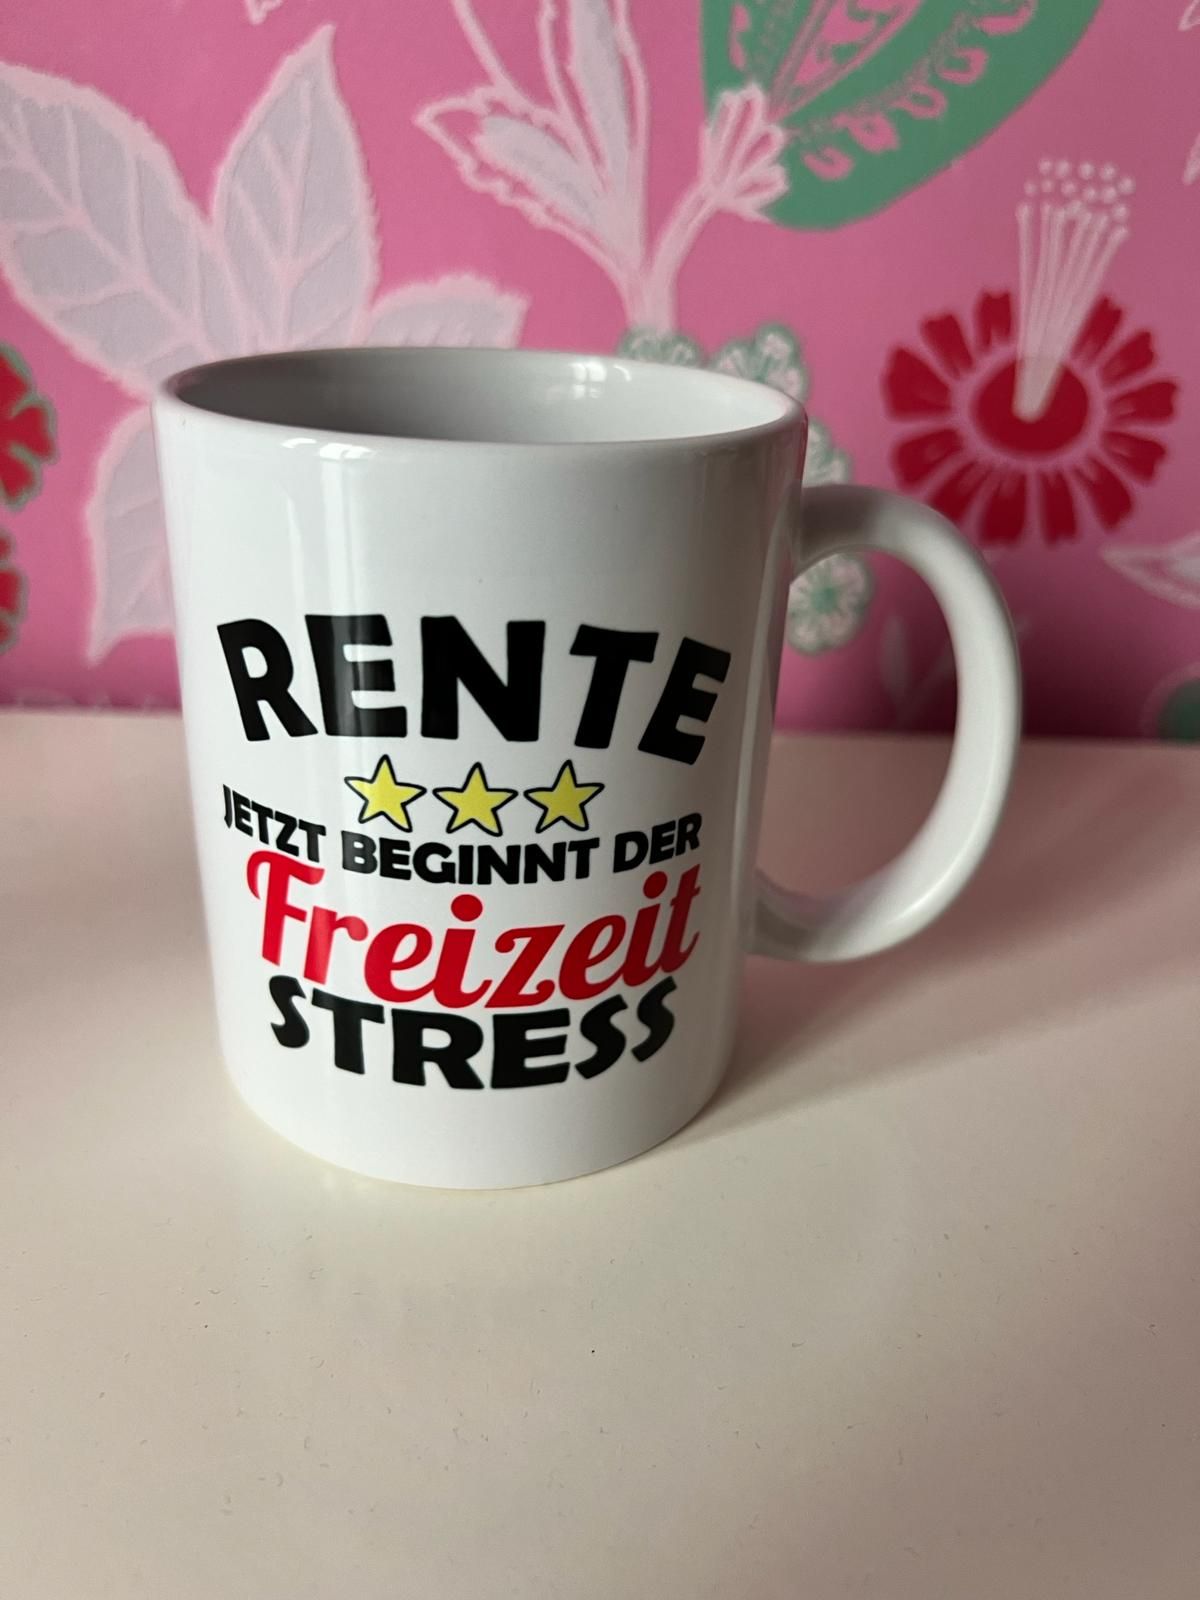 RENTE
JETZT BEGINNT DER
Freizeit
STRESS